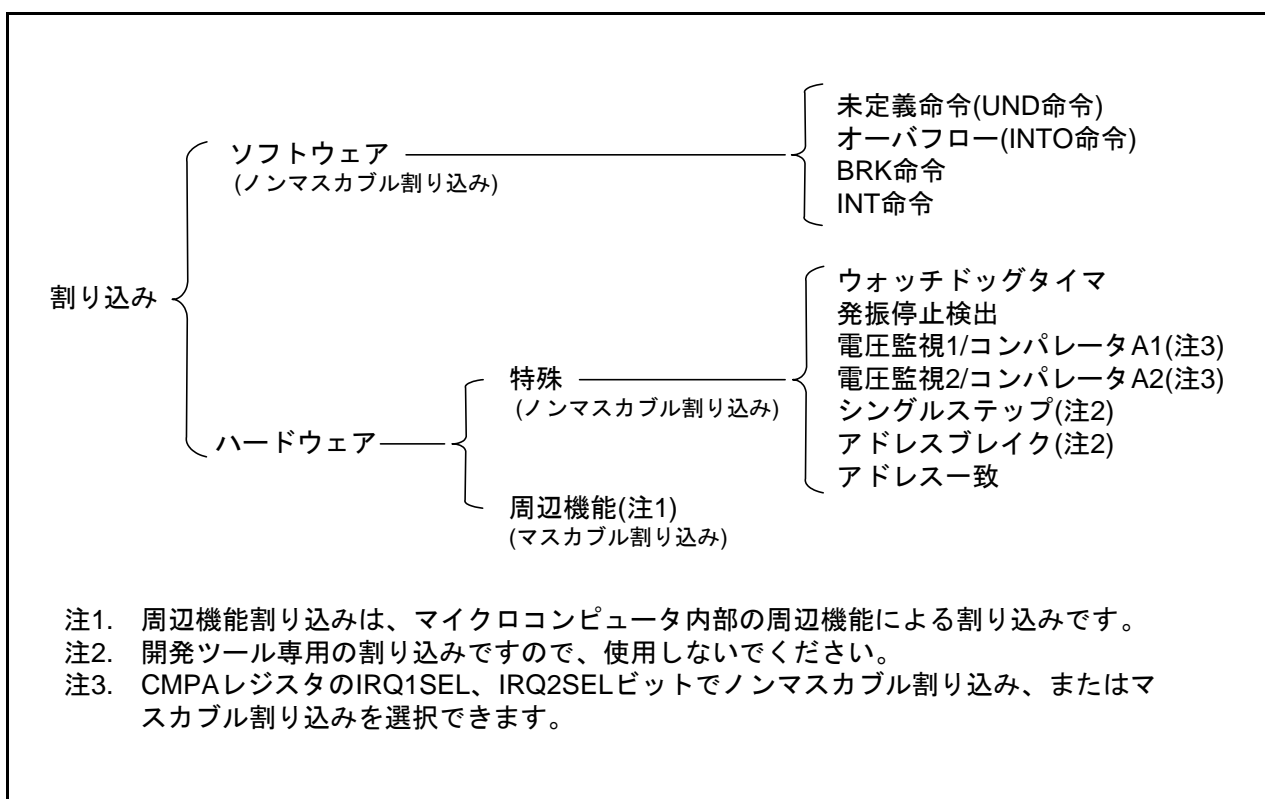 未定義命令(UND命令)
オーバフロー(INTO命令)
BRK命令
INT命令
ソフトウェア
(ノンマスカブル割り込み)
割り込み
ウォッチドッグタイマ
発振停止検出
電圧監視1/コンパレータA1(注3)
電圧監視2/コンパレータA2(注3)
シングルステップ(注2)
アドレスブレイク(注2)
アドレス一致
特殊
(ノンマスカブル割り込み)
ハードウェア
周辺機能(注1)
(マスカブル割り込み)
注1. 周辺機能割り込みは、マイクロコンピュータ内部の周辺機能による割り込みです。
注2. 開発ツール専用の割り込みですので、使用しないでください。
注3. CMPAレジスタのIRQ1SEL、IRQ2SELビットでノンマスカブル割り込み、またはマ
スカブル割り込みを選択できます。